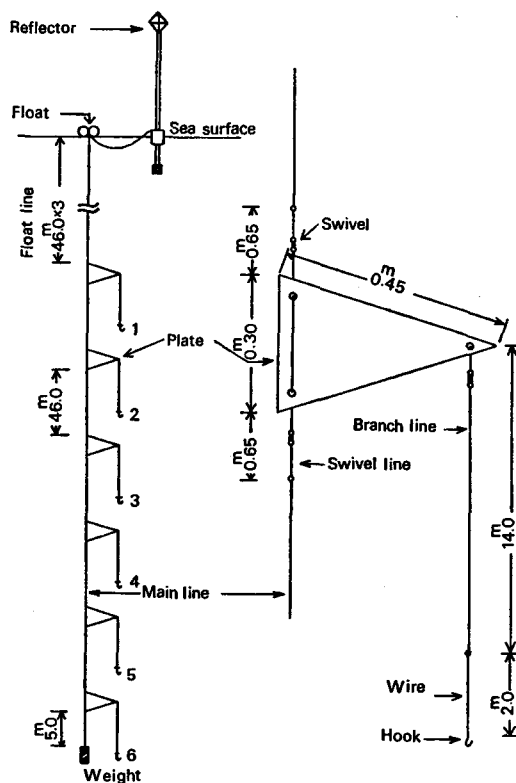 Reflector
Float
Sea surface
Float line
46.0×3
m
Swivel
0.65
m
0.45
m
1
Plate
0.30
m
2
46.0
m
Branch line
0.65
m
3
Swivel line
14.0
m
4
Main line
5
Wire
2.0
m
5.0
m
Hook
6
Weight